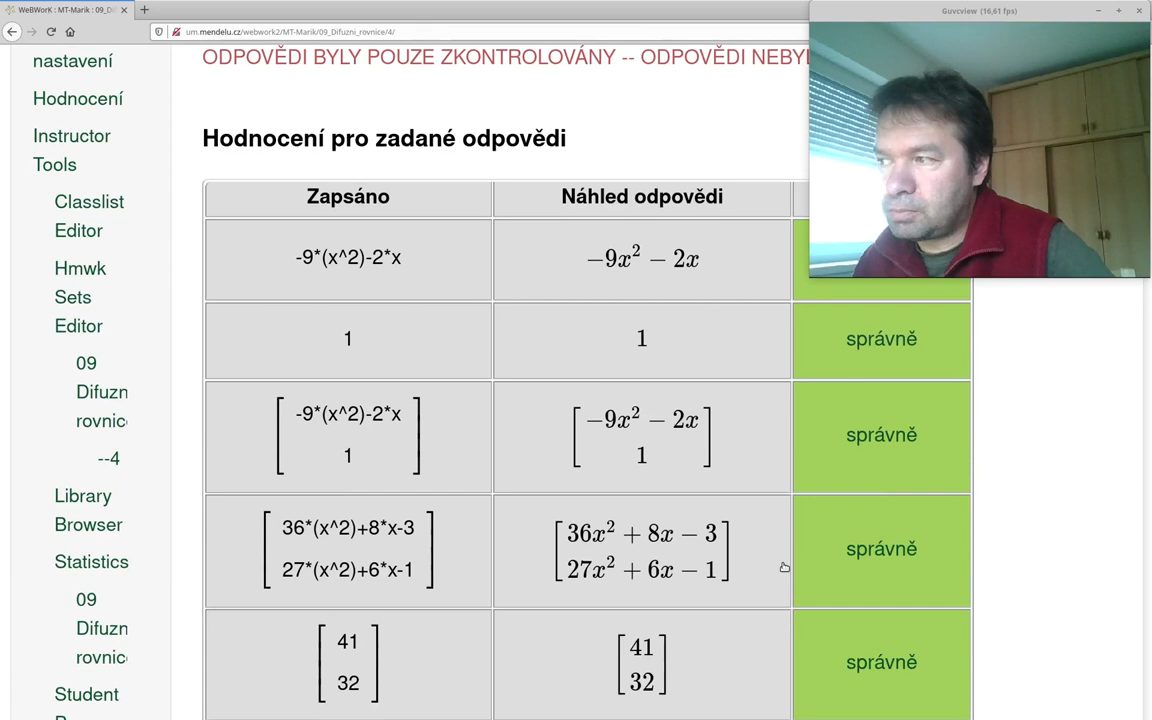 WeBWorK : MT-Marik : 09_Di
Guvcview (16,61 fps)
um.mendelu.cz/webwork2/MT-Marik/09_Difuzni_rovnice/4/
nastavení
Hodnocení
Instructor
Tools
Classlist
Editor
Hmwk
Sets
Editor
09
Difuzn
rovnic
--4
Library
Browser
Statistics
09
Difuzn
rovnic
Student
ODPOVĚDI BYLY POUZE ZKONTROLOVÁNY -- ODPOVĚDI NEBYL
Hodnocení pro zadané odpovědi
Zapsáno Náhled odpovědi
-9*(x^2)-2*x −9x² − 2x
1 1 správně
-9*(x^2)-2*x −9x² − 2x
1 1 správně
36*(x^2)+8*x-3 36x² + 8x − 3
27*(x^2)+6*x-1 27x² + 6x − 1 správně
41 41
32 32 správně